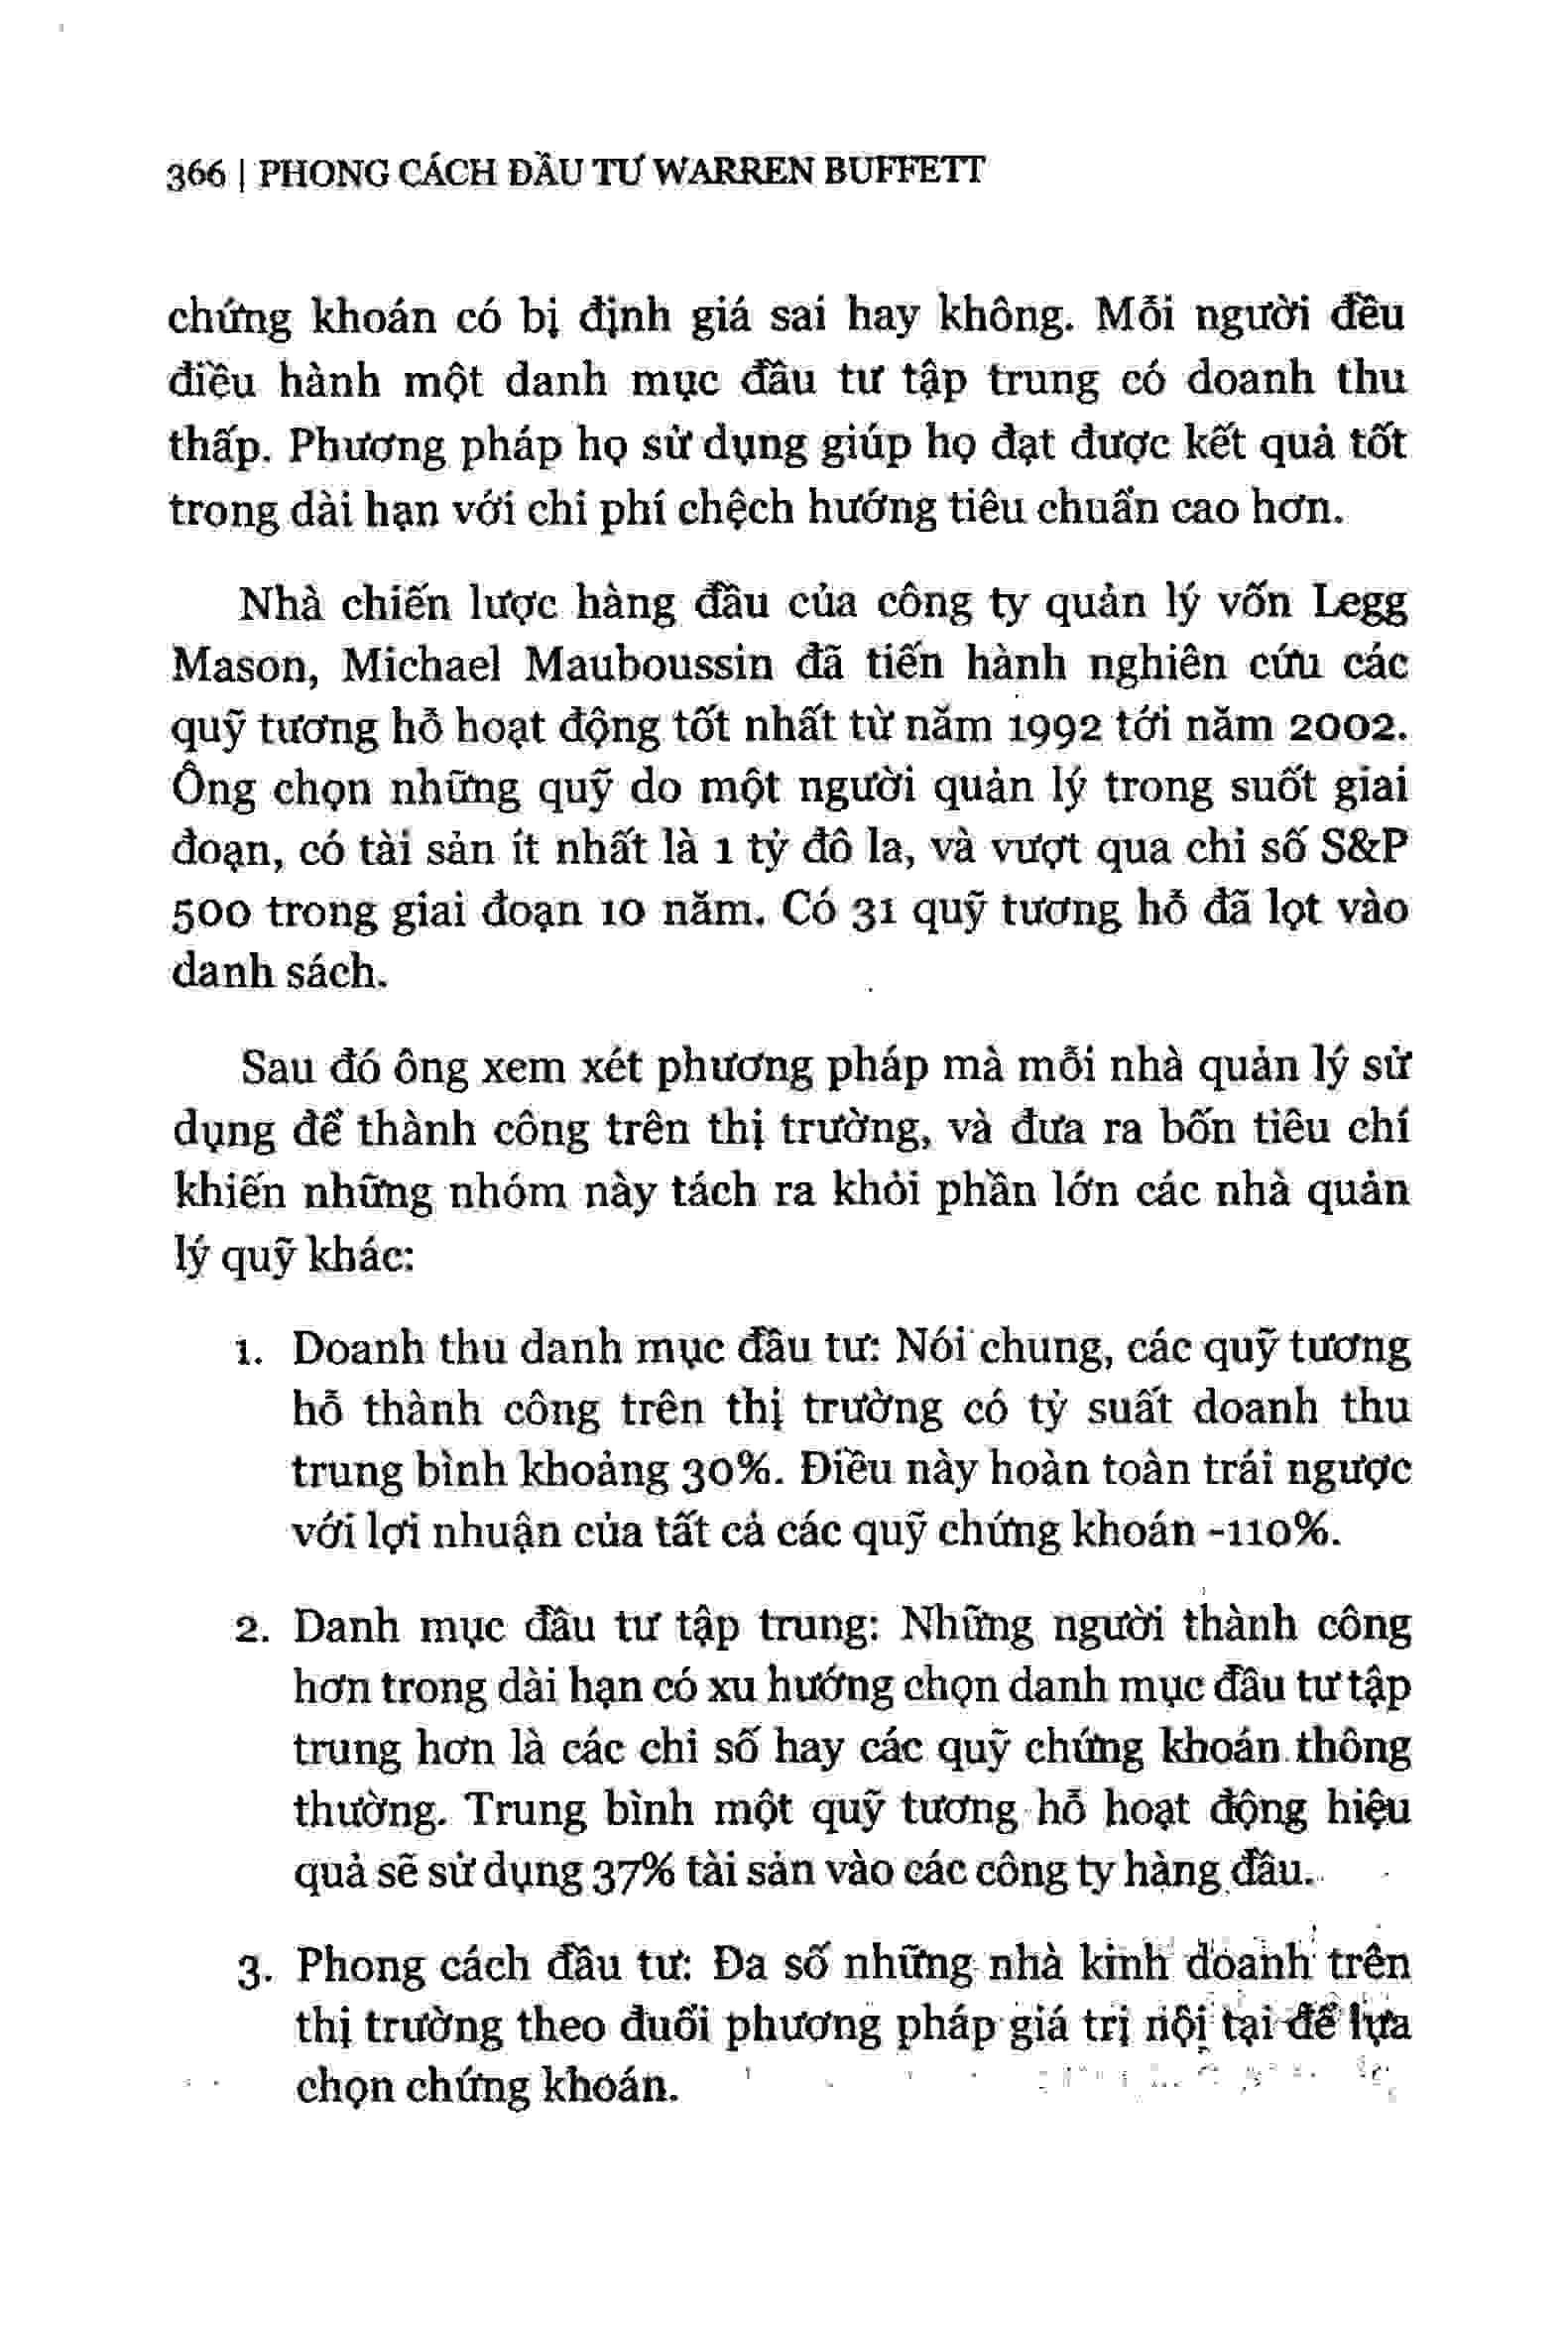 366 | PHONG CÁCH ĐẦU TƯ WARREN BUFFETT
chứng khoán có bị định giá sai hay không. Mỗi người đều
điều hành một danh mục đầu tư tập trung có doanh thu
thấp. Phương pháp họ sử dụng giúp họ đạt được kết quả tốt
trong dài hạn với chi phí chệch hướng tiêu chuẩn cao hơn.
Nhà chiến lược hàng đầu của công ty quản lý vốn Legg
Mason, Michael Mauboussin đã tiến hành nghiên cứu các
quỹ tương hỗ hoạt động tốt nhất từ năm 1992 tới năm 2002.
Ông chọn những quỹ do một người quản lý trong suốt giai
đoạn, có tài sản ít nhất là 1 tỷ đô la, và vượt qua chỉ số S&P
500 trong giai đoạn 10 năm. Có 31 quỹ tương hỗ đã lọt vào
danh sách.
Sau đó ông xem xét phương pháp mà mỗi nhà quản lý sử
dụng để thành công trên thị trường, và đưa ra bốn tiêu chí
khiến những nhóm này tách ra khỏi phần lớn các nhà quản
lý quỹ khác:
1. Doanh thu danh mục đầu tư: Nói chung, các quỹ tương
hỗ thành công trên thị trường có tỷ suất doanh thu
trung bình khoảng 30%. Điều này hoàn toàn trái ngược
với lợi nhuận của tất cả các quỹ chứng khoán -110%.
2. Danh mục đầu tư tập trung: Những người thành công
hơn trong dài hạn có xu hướng chọn danh mục đầu tư tập
trung hơn là các chỉ số hay các quỹ chứng khoán thông
thường. Trung bình một quỹ tương hỗ hoạt động hiệu
quả sẽ sử dụng 37% tài sản vào các công ty hàng đầu.
3. Phong cách đầu tư: Đa số những nhà kinh doanh trên
thị trường theo đuổi phương pháp giá trị nội tại để lựa
chọn chứng khoán.